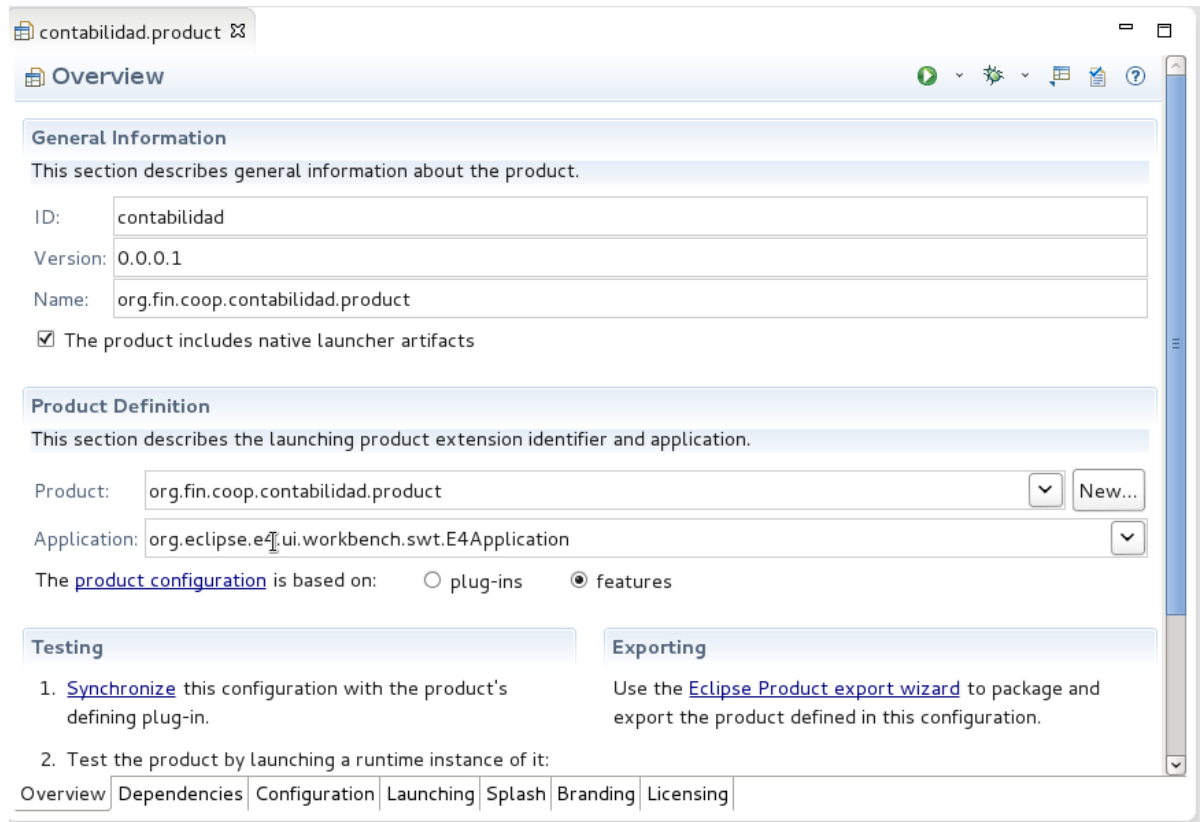 contabilidad.product
Overview
General Information
This section describes general information about the product.
ID: contabilidad
Version: 0.0.0.1
Name: org.fin.coop.contabilidad.product
The product includes native launcher artifacts
Product Definition
This section describes the launching product extension identifier and application.
Product: org.fin.coop.contabilidad.product New...
Application: org.eclipse.e4.ui.workbench.swt.E4Application
The product configuration is based on: plug-ins features
Testing
1. Synchronize this configuration with the product's
defining plug-in.
2. Test the product by launching a runtime instance of it:
Exporting
Use the Eclipse Product export wizard to package and
export the product defined in this configuration.
Overview Dependencies Configuration Launching Splash Branding Licensing